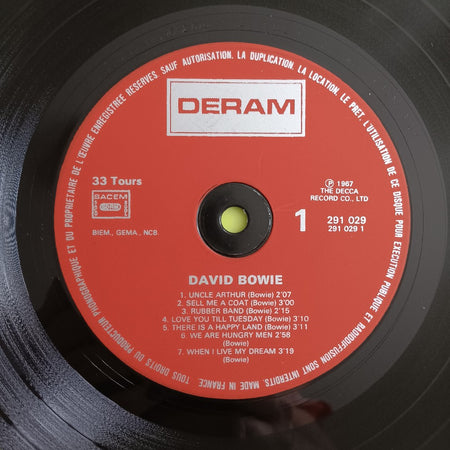 TOUS DROITS DU PRODUCTEUR PHONOGRAPHIQUE ET DU PROPRIETAIRE DE L'ŒUVRE ENREGISTREE RESERVES SAUF AUTORISATION. LA DUPLICATION, LA LOCATION, LE PRET, L'UTILISATION DE CE DISQUE POUR EXECUTION PUBLIQUE ET RADIODIFFUSION SONT INTERDITS. MADE IN FRANCE.
DERAM
33 Tours
SACEM
BIEM., GEMA., NCB.
℗ 1967
THE DECCA
RECORD CO., LTD
1
291 029
291 029 1
DAVID BOWIE
1. UNCLE ARTHUR (Bowie) 2'07
2. SELL ME A COAT (Bowie) 3'00
3. RUBBER BAND (Bowie) 2'15
4. LOVE YOU TILL TUESDAY (Bowie) 3'10
5. THERE IS A HAPPY LAND (Bowie) 3'11
6. WE ARE HUNGRY MEN 2'58
(Bowie)
7. WHEN I LIVE MY DREAM 3'19
(Bowie)